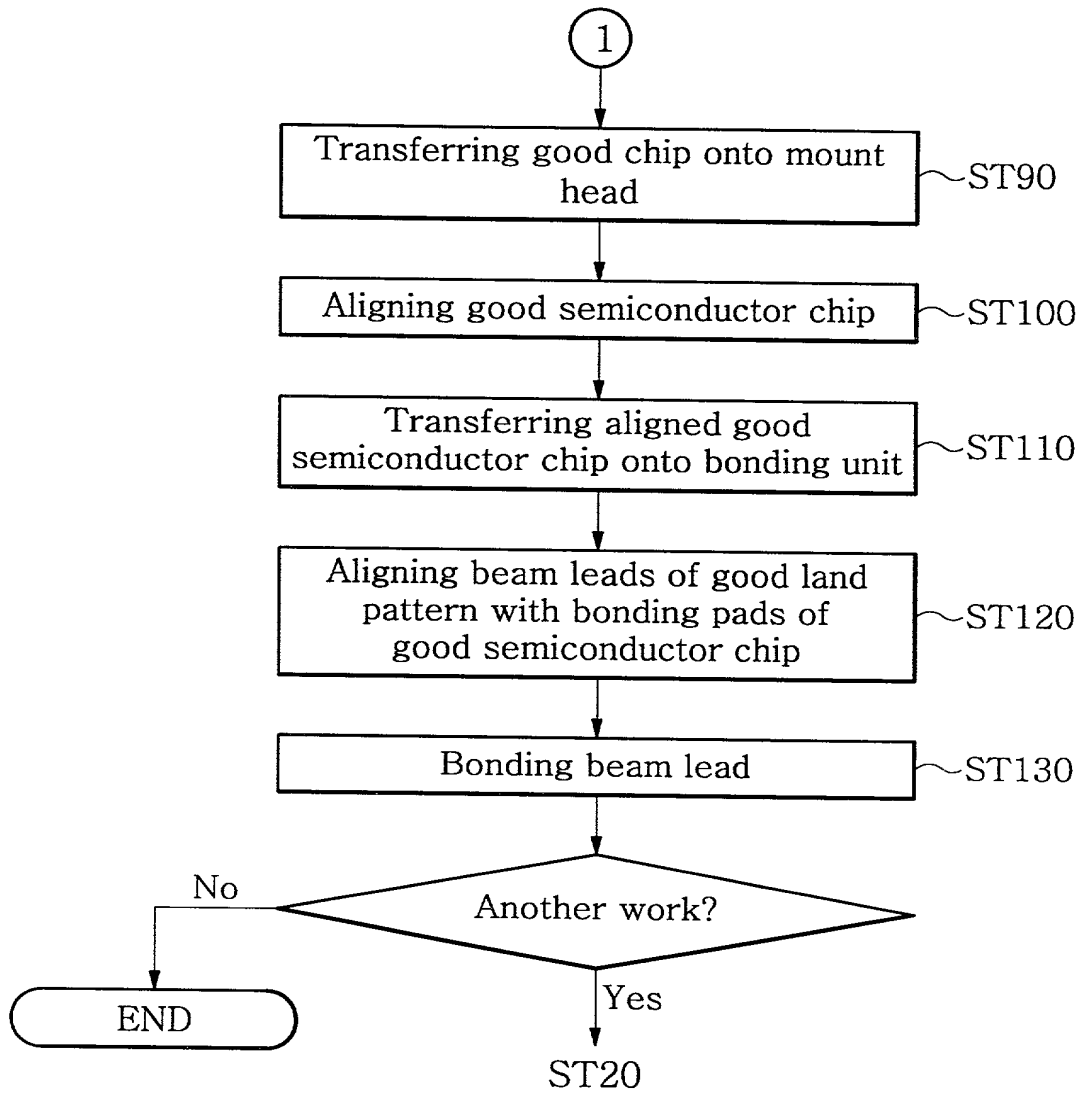 1
Transferring good chip onto mount
head
ST90
Aligning good semiconductor chip
ST100
Transferring aligned good
semiconductor chip onto bonding unit
ST110
Aligning beam leads of good land
pattern with bonding pads of
good semiconductor chip
ST120
Bonding beam lead
ST130
Another work?
No
END
Yes
ST20